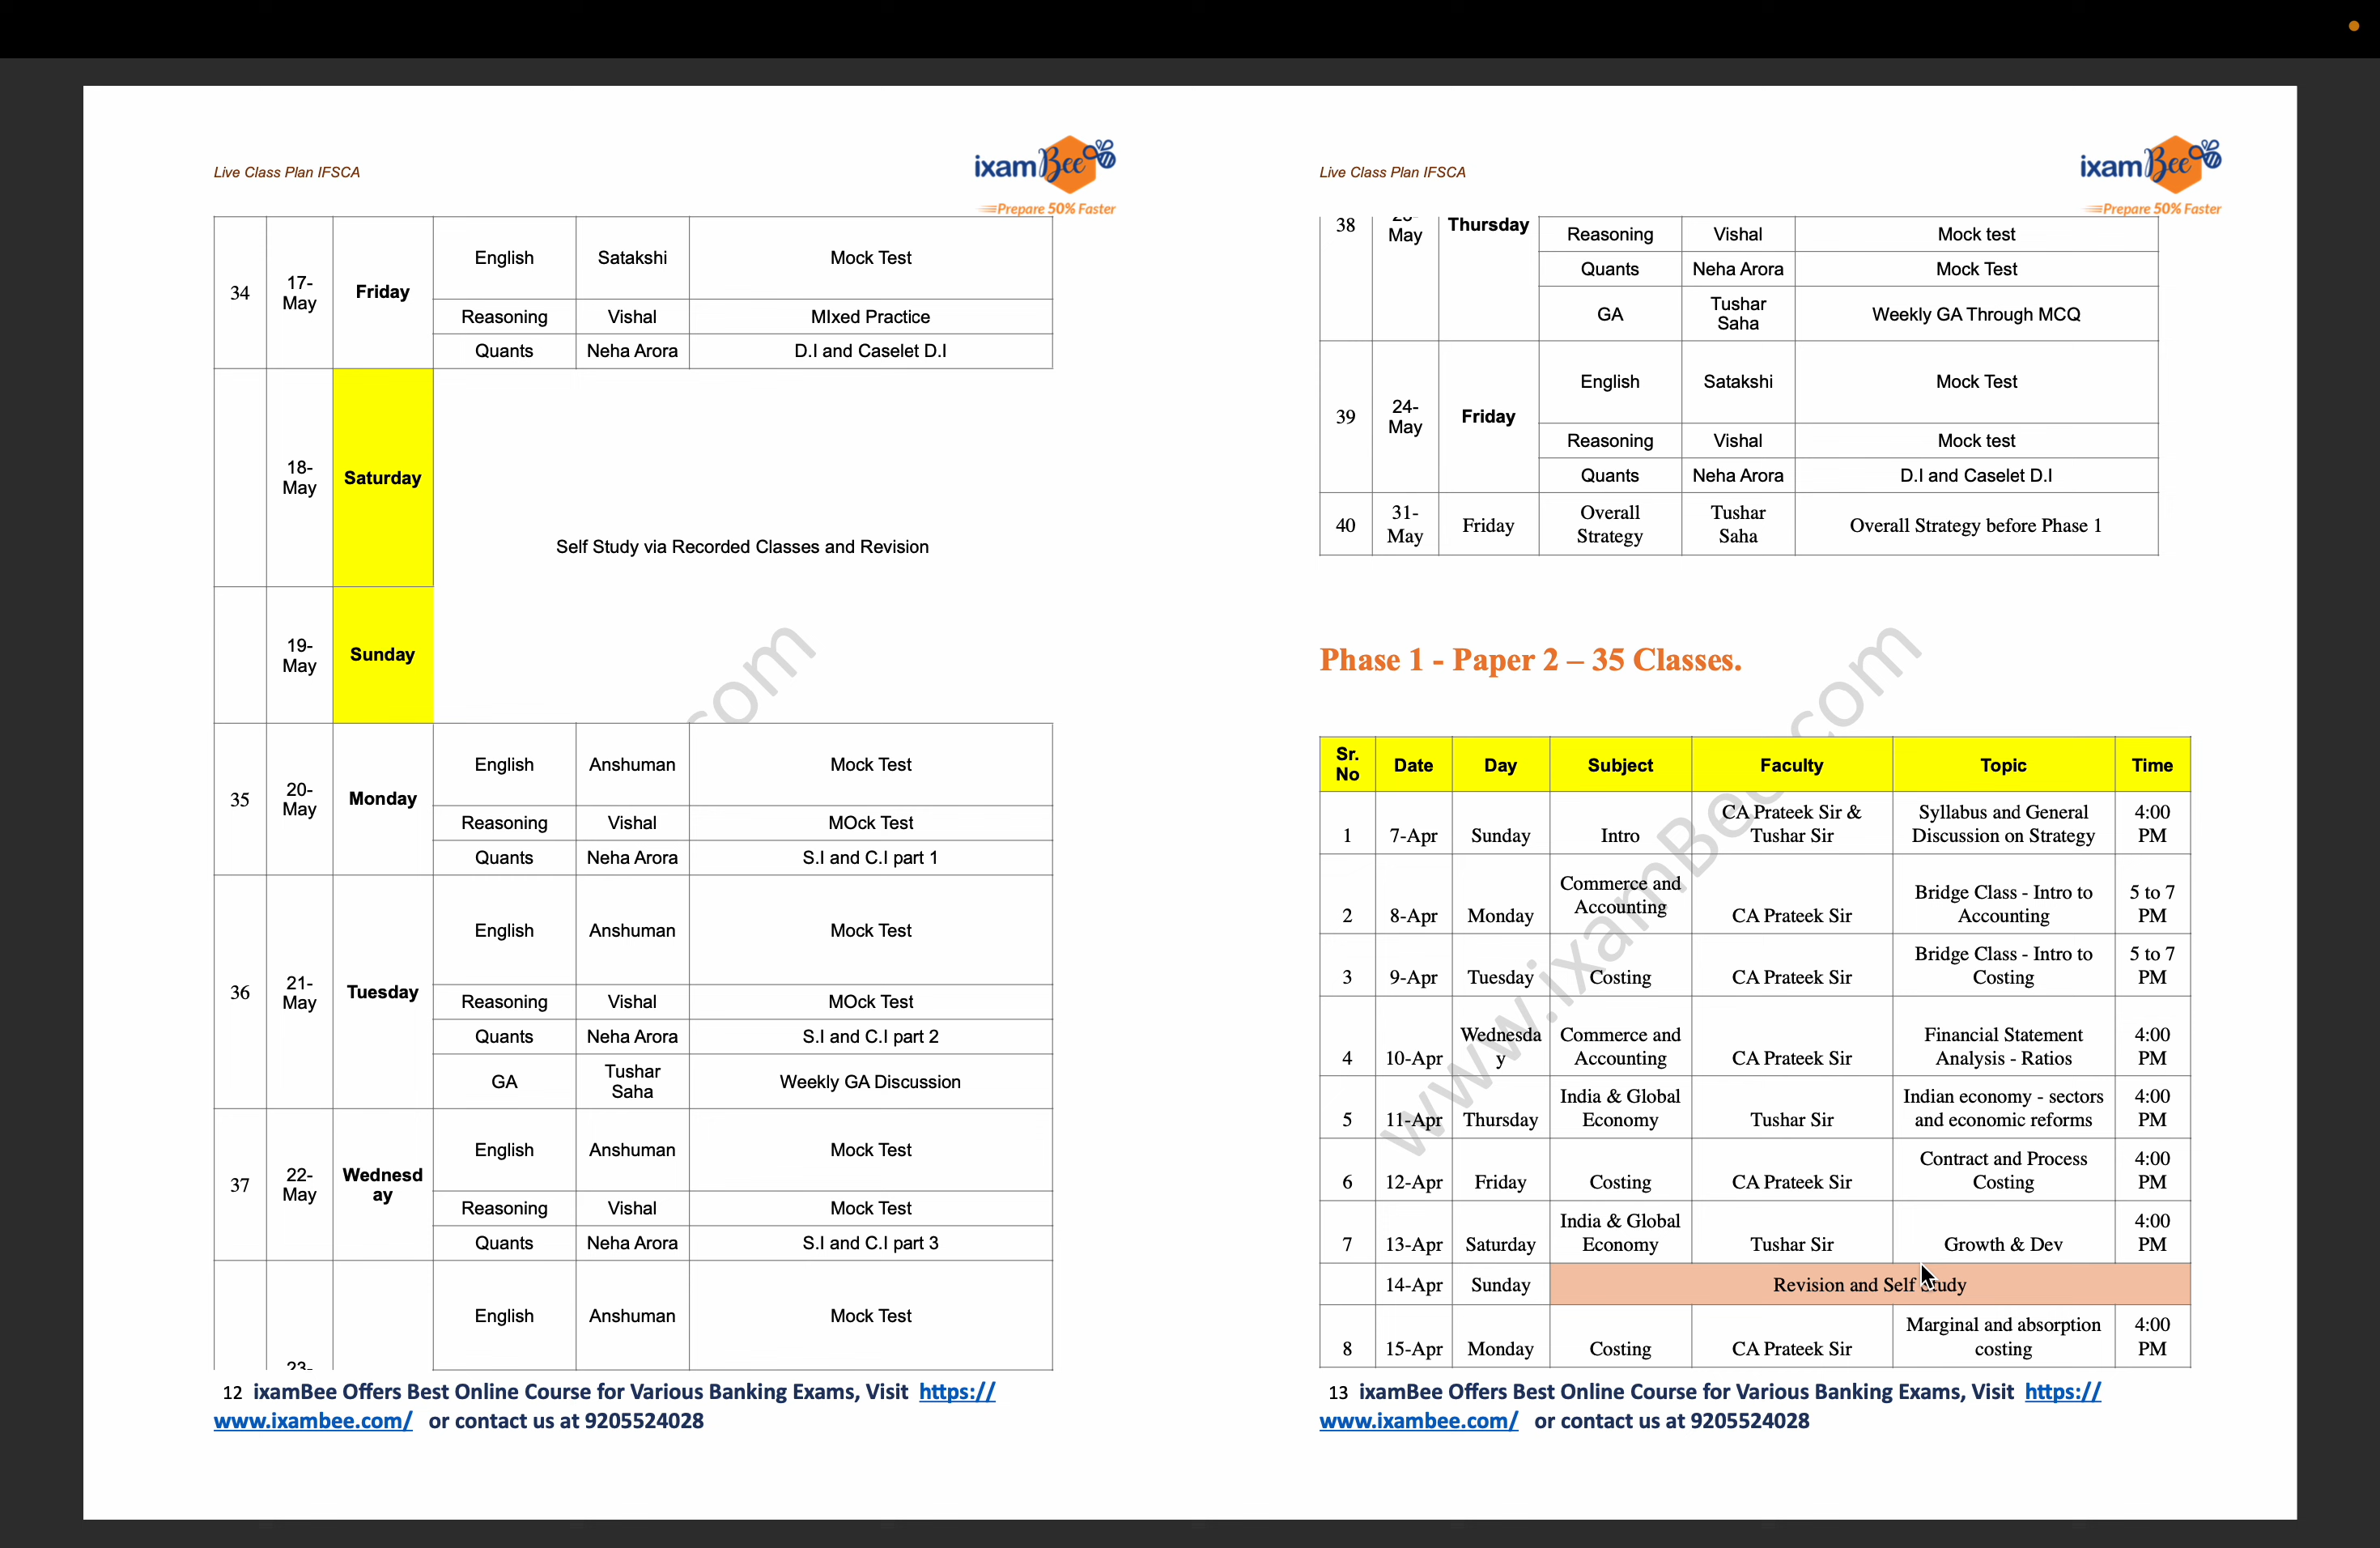 Live Class Plan IFSCA
ixamBee
Prepare 50% Faster
34 17-May Friday English Satakshi Mock Test
Reasoning Vishal MIxed Practice
Quants Neha Arora D.I and Caselet D.I
18-May Saturday
Self Study via Recorded Classes and Revision
19-May Sunday
35 20-May Monday English Anshuman Mock Test
Reasoning Vishal MOck Test
Quants Neha Arora S.I and C.I part 1
36 21-May Tuesday English Anshuman Mock Test
Reasoning Vishal MOck Test
Quants Neha Arora S.I and C.I part 2
GA Tushar Saha Weekly GA Discussion
37 22-May Wednesday English Anshuman Mock Test
Reasoning Vishal Mock Test
Quants Neha Arora S.I and C.I part 3
23- English Anshuman Mock Test
com
12 ixamBee Offers Best Online Course for Various Banking Exams, Visit https://
www.ixambee.com/ or contact us at 9205524028
Live Class Plan IFSCA
ixamBee
Prepare 50% Faster
38 May Thursday Reasoning Vishal Mock test
Quants Neha Arora Mock Test
GA Tushar Saha Weekly GA Through MCQ
39 24-May Friday English Satakshi Mock Test
Reasoning Vishal Mock test
Quants Neha Arora D.I and Caselet D.I
40 31-May Friday Overall Strategy Tushar Saha Overall Strategy before Phase 1
Phase 1 - Paper 2 – 35 Classes.
Sr. No Date Day Subject Faculty Topic Time
1 7-Apr Sunday Intro CA Prateek Sir & Tushar Sir Syllabus and General Discussion on Strategy 4:00 PM
2 8-Apr Monday Commerce and Accounting CA Prateek Sir Bridge Class - Intro to Accounting 5 to 7 PM
3 9-Apr Tuesday Costing CA Prateek Sir Bridge Class - Intro to Costing 5 to 7 PM
4 10-Apr Wednesday Commerce and Accounting CA Prateek Sir Financial Statement Analysis - Ratios 4:00 PM
5 11-Apr Thursday India & Global Economy Tushar Sir Indian economy - sectors and economic reforms 4:00 PM
6 12-Apr Friday Costing CA Prateek Sir Contract and Process Costing 4:00 PM
7 13-Apr Saturday India & Global Economy Tushar Sir Growth & Dev 4:00 PM
14-Apr Sunday Revision and Self Study
8 15-Apr Monday Costing CA Prateek Sir Marginal and absorption costing 4:00 PM
www.ixamBee.com
13 ixamBee Offers Best Online Course for Various Banking Exams, Visit https://
www.ixambee.com/ or contact us at 9205524028